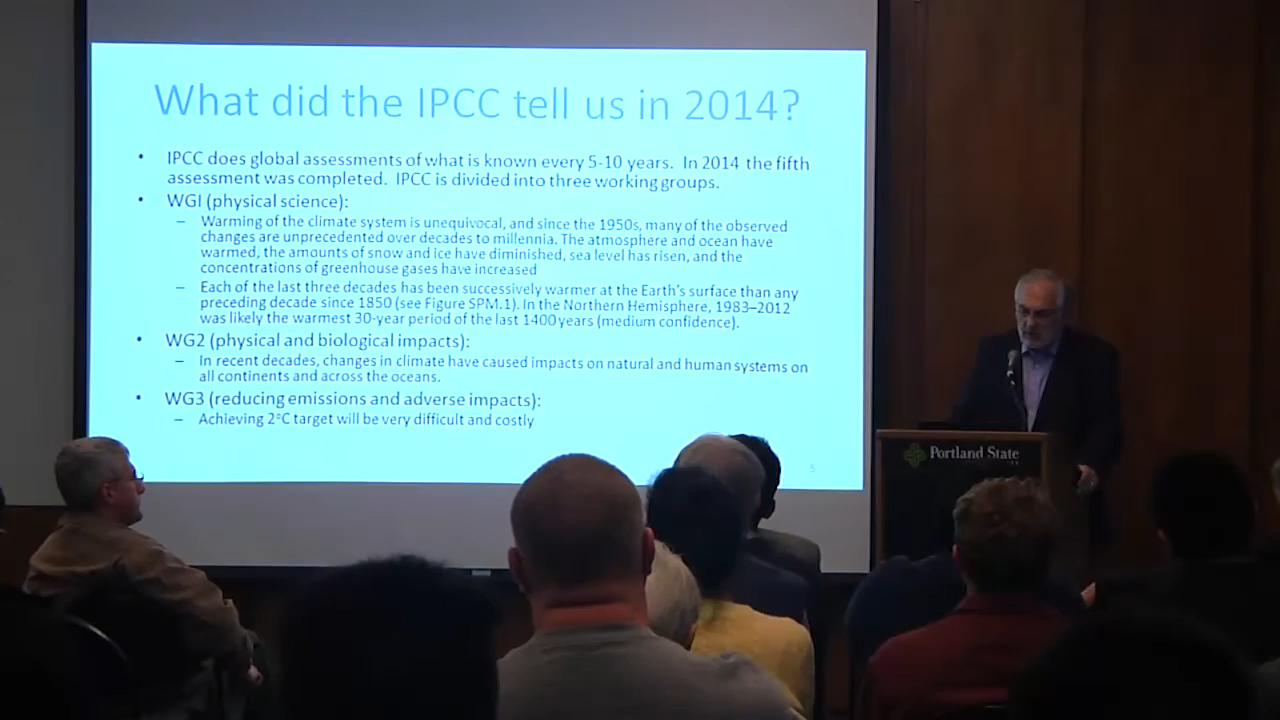 What did the IPCC tell us in 2014?
• IPCC does global assessments of what is known every 5-10 years. In 2014 the fifth
assessment was completed. IPCC is divided into three working groups.
• WGI (physical science):
– Warming of the climate system is unequivocal, and since the 1950s, many of the observed
changes are unprecedented over decades to millennia. The atmosphere and ocean have
warmed, the amounts of snow and ice have diminished, sea level has risen, and the
concentrations of greenhouse gases have increased
– Each of the last three decades has been successively warmer at the Earth's surface than any
preceding decade since 1850 (see Figure SPM.1). In the Northern Hemisphere, 1983–2012
was likely the warmest 30-year period of the last 1400 years (medium confidence).
• WG2 (physical and biological impacts):
– In recent decades, changes in climate have caused impacts on natural and human systems on
all continents and across the oceans.
• WG3 (reducing emissions and adverse impacts):
– Achieving 2°C target will be very difficult and costly
5
Portland State